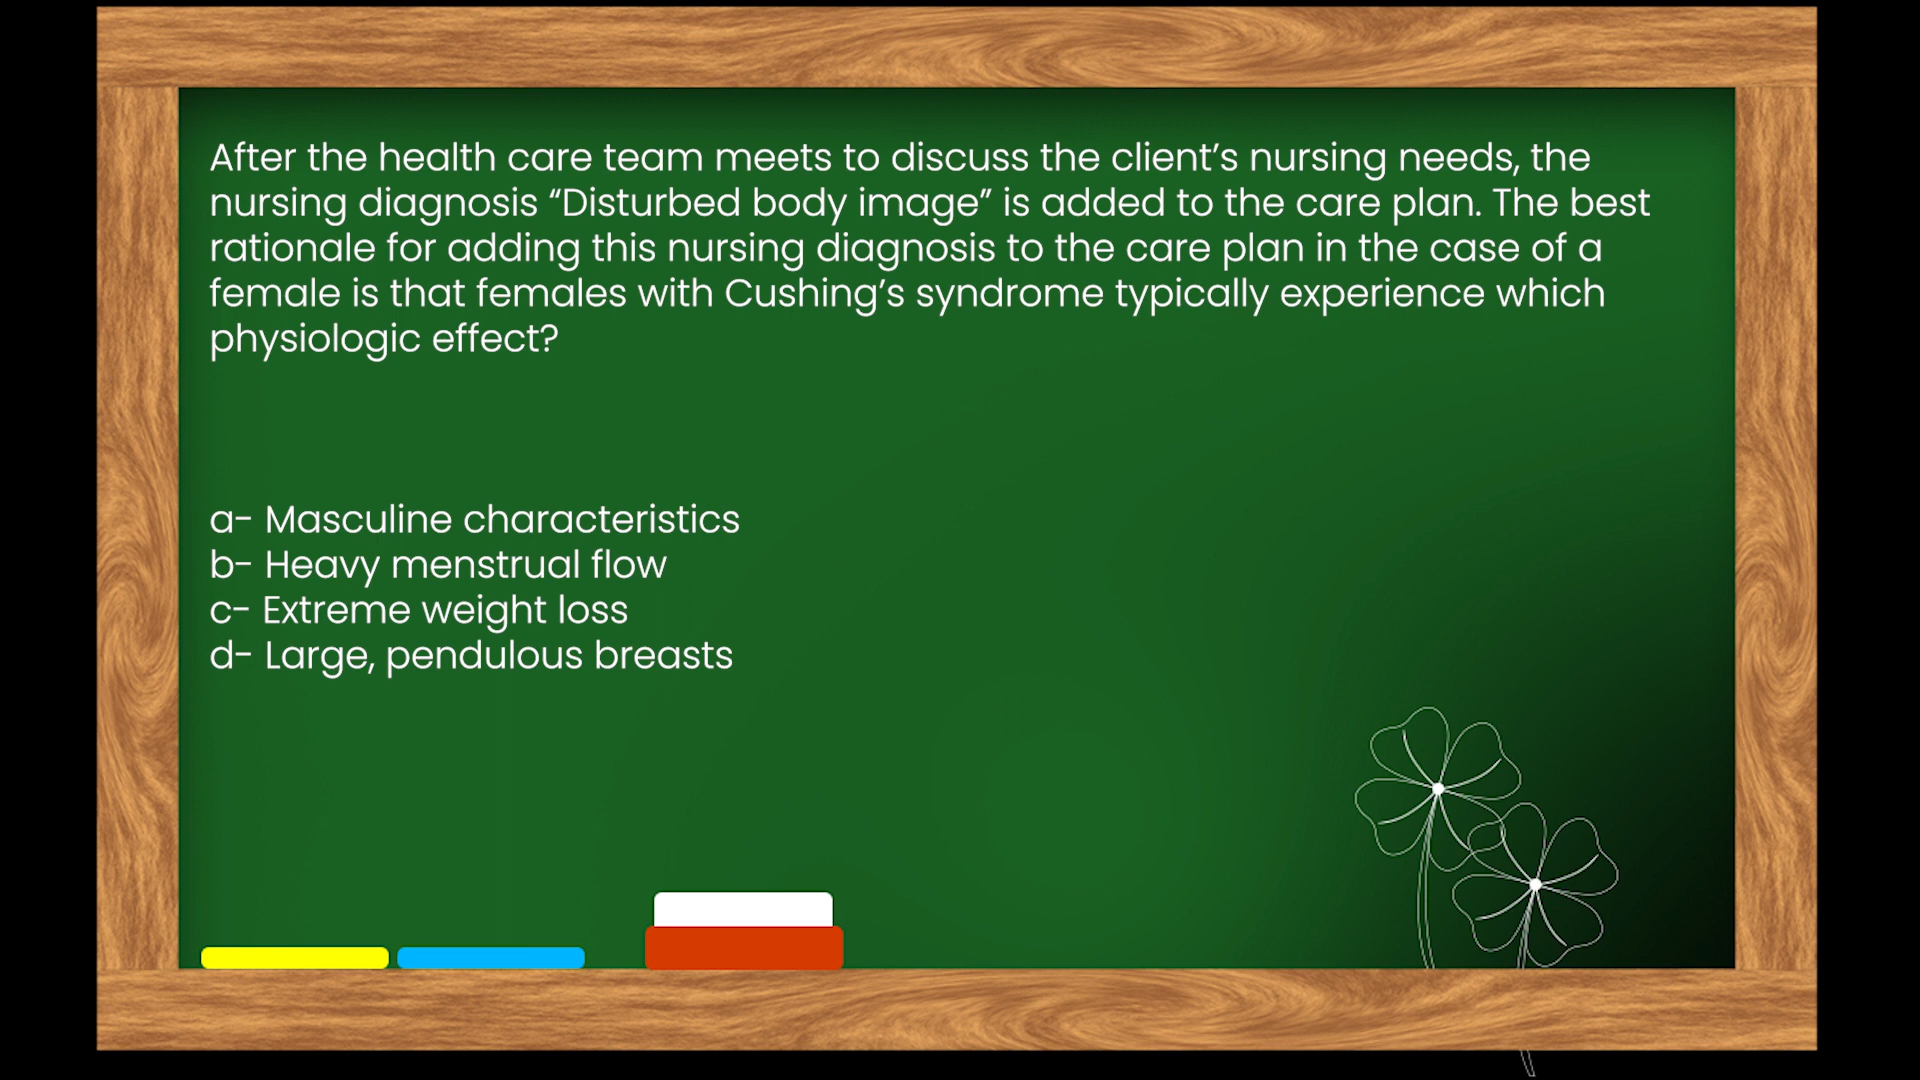 After the health care team meets to discuss the client’s nursing needs, the
nursing diagnosis “Disturbed body image” is added to the care plan. The best
rationale for adding this nursing diagnosis to the care plan in the case of a
female is that females with Cushing’s syndrome typically experience which
physiologic effect?
a- Masculine characteristics
b- Heavy menstrual flow
c- Extreme weight loss
d- Large, pendulous breasts